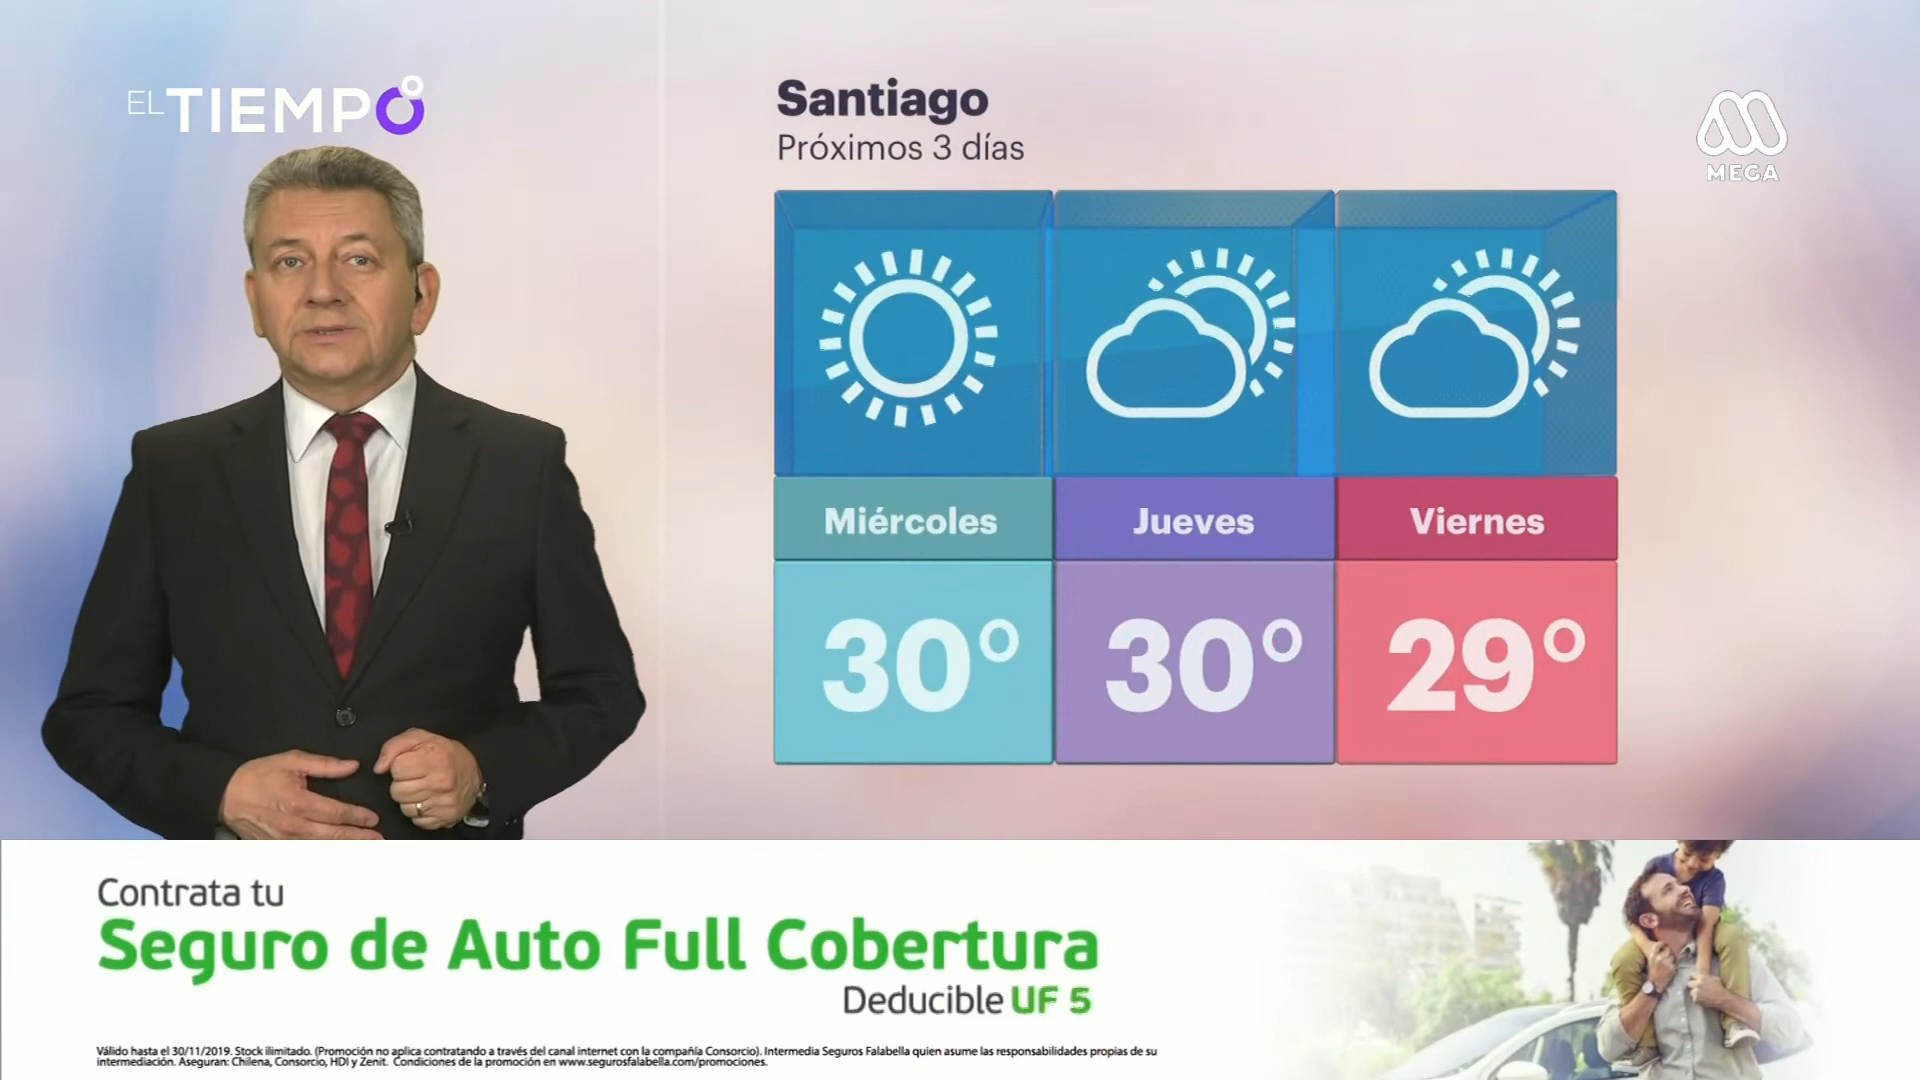 EL TIEMPO
Santiago
Próximos 3 días
MEGA
Miércoles
Jueves
Viernes
30°
30°
29°
Contrata tu
Seguro de Auto Full Cobertura
Deducible UF 5
Válido hasta el 30/11/2019. Stock ilimitado. (Promoción no aplica contratando a través del canal internet con la compañía Consorcio). Intermedia Seguros Falabella quien asume las responsabilidades propias de su
intermediación. Aseguran: Chilena, Consorcio, HDI y Zenit. Condiciones de la promoción en www.segurosfalabella.com/promociones.